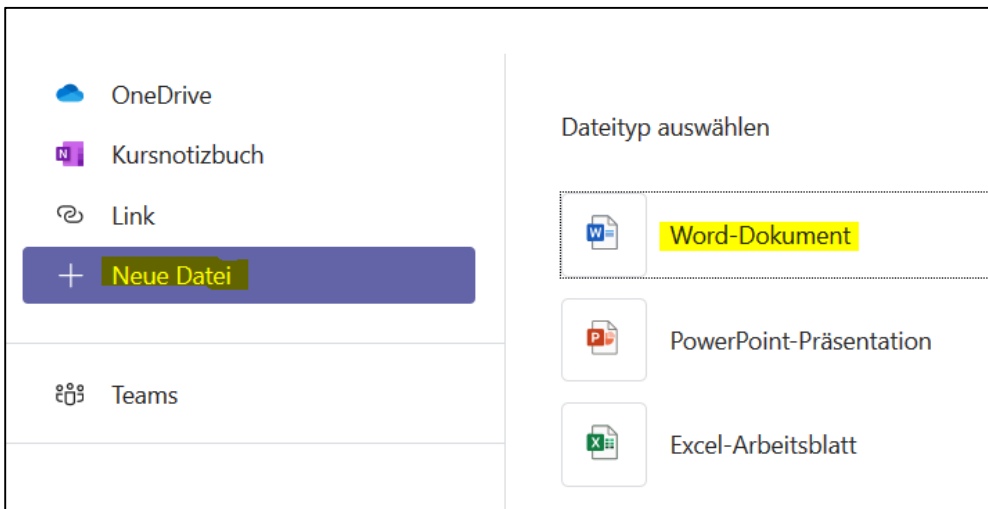 OneDrive
Kursnotizbuch
Link
Neue Datei
Teams
Dateityp auswählen
Word-Dokument
PowerPoint-Präsentation
Excel-Arbeitsblatt